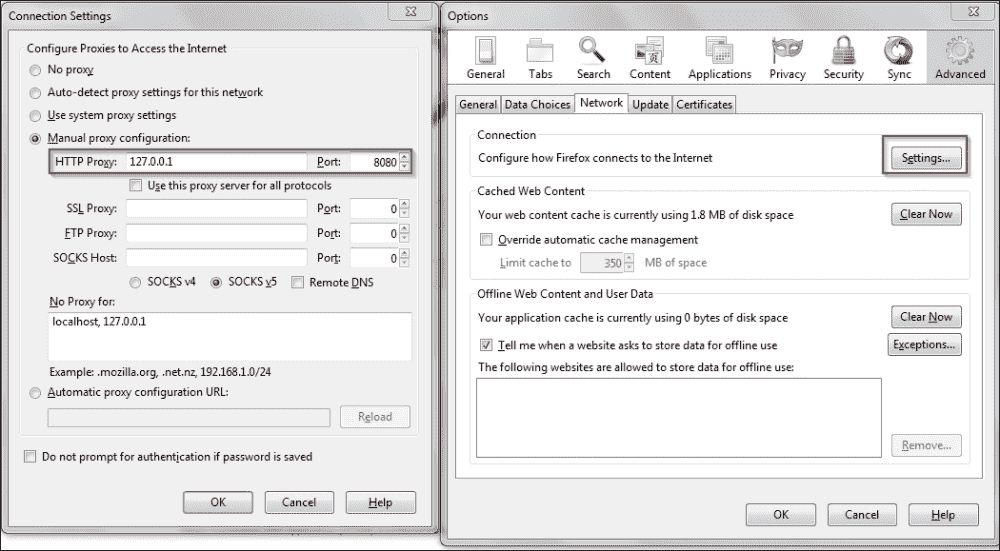 Connection Settings
Configure Proxies to Access the Internet
No proxy
Auto-detect proxy settings for this network
Use system proxy settings
Manual proxy configuration:
HTTP Proxy: 127.0.0.1 Port: 8080
Use this proxy server for all protocols
SSL Proxy: Port: 0
FTP Proxy: Port: 0
SOCKS Host: Port: 0
SOCKS v4 SOCKS v5 Remote DNS
No Proxy for:
localhost, 127.0.0.1
Example: .mozilla.org, .net.nz, 192.168.1.0/24
Automatic proxy configuration URL:
Reload
Do not prompt for authentication if password is saved
OK Cancel Help
Options
General Tabs Search Content Applications Privacy Security Sync Advanced
General Data Choices Network Update Certificates
Connection
Configure how Firefox connects to the Internet Settings...
Cached Web Content
Your web content cache is currently using 1.8 MB of disk space Clear Now
Override automatic cache management
Limit cache to 350 MB of space
Offline Web Content and User Data
Your application cache is currently using 0 bytes of disk space Clear Now
Tell me when a website asks to store data for offline use Exceptions...
The following websites are allowed to store data for offline use:
Remove...
OK Cancel Help